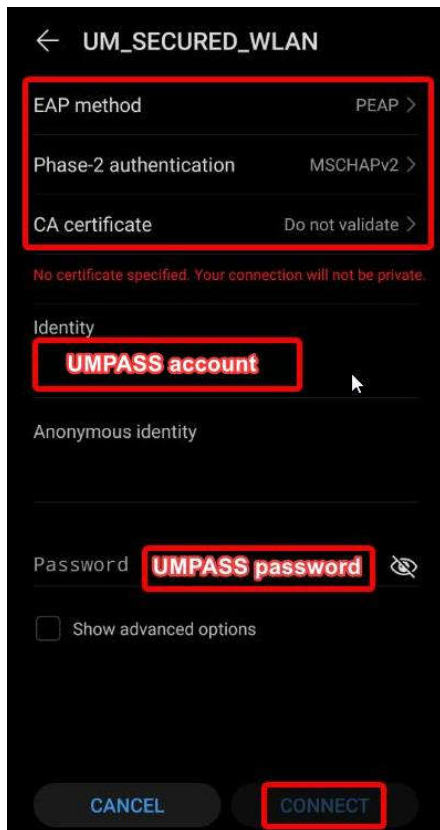 ← UM_SECURED_WLAN
EAP method PEAP >
Phase-2 authentication MSCHAPv2 >
CA certificate Do not validate >
No certificate specified. Your connection will not be private.
Identity
UMPASS account
Anonymous identity
Password UMPASS password
Show advanced options
CANCEL CONNECT